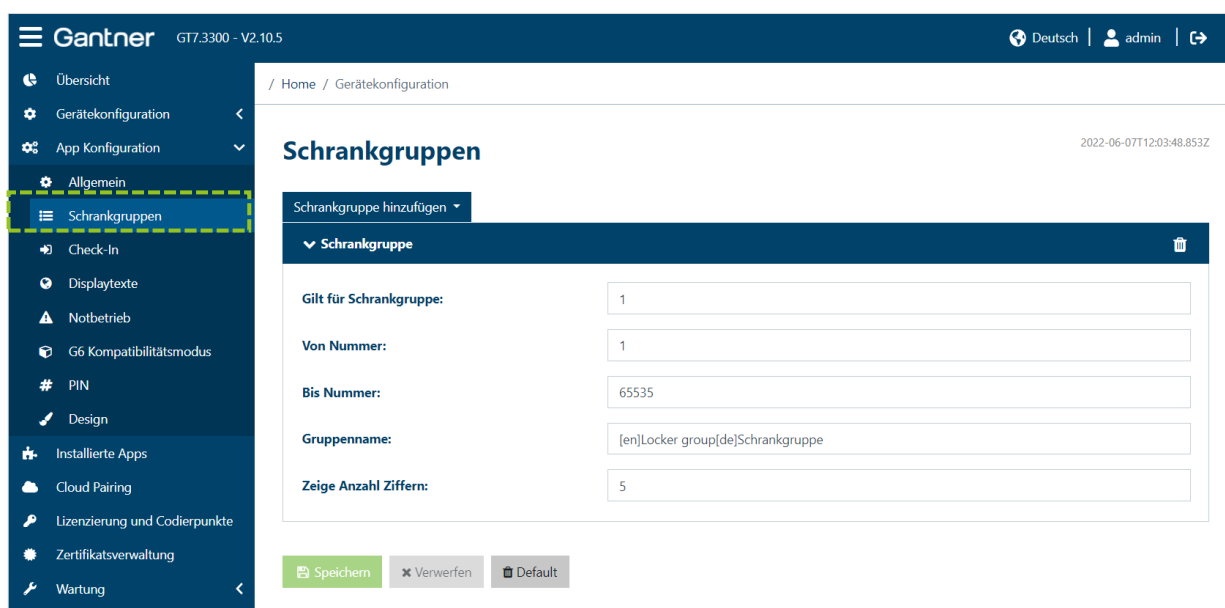 Gantner GT7.3300 - V2.10.5
Deutsch | admin |
Übersicht
Gerätekonfiguration
App Konfiguration
Allgemein
Schrankgruppen
Check-In
Displaytexte
Notbetrieb
G6 Kompatibilitätsmodus
PIN
Design
Installierte Apps
Cloud Pairing
Lizenzierung und Codierpunkte
Zertifikatsverwaltung
Wartung
/ Home / Gerätekonfiguration
Schrankgruppen
2022-06-07T12:03:48.853Z
Schrankgruppe hinzufügen
Schrankgruppe
Gilt für Schrankgruppe: 1
Von Nummer: 1
Bis Nummer: 65535
Gruppenname: [en]Locker group[de]Schrankgruppe
Zeige Anzahl Ziffern: 5
Speichern Verwerfen Default